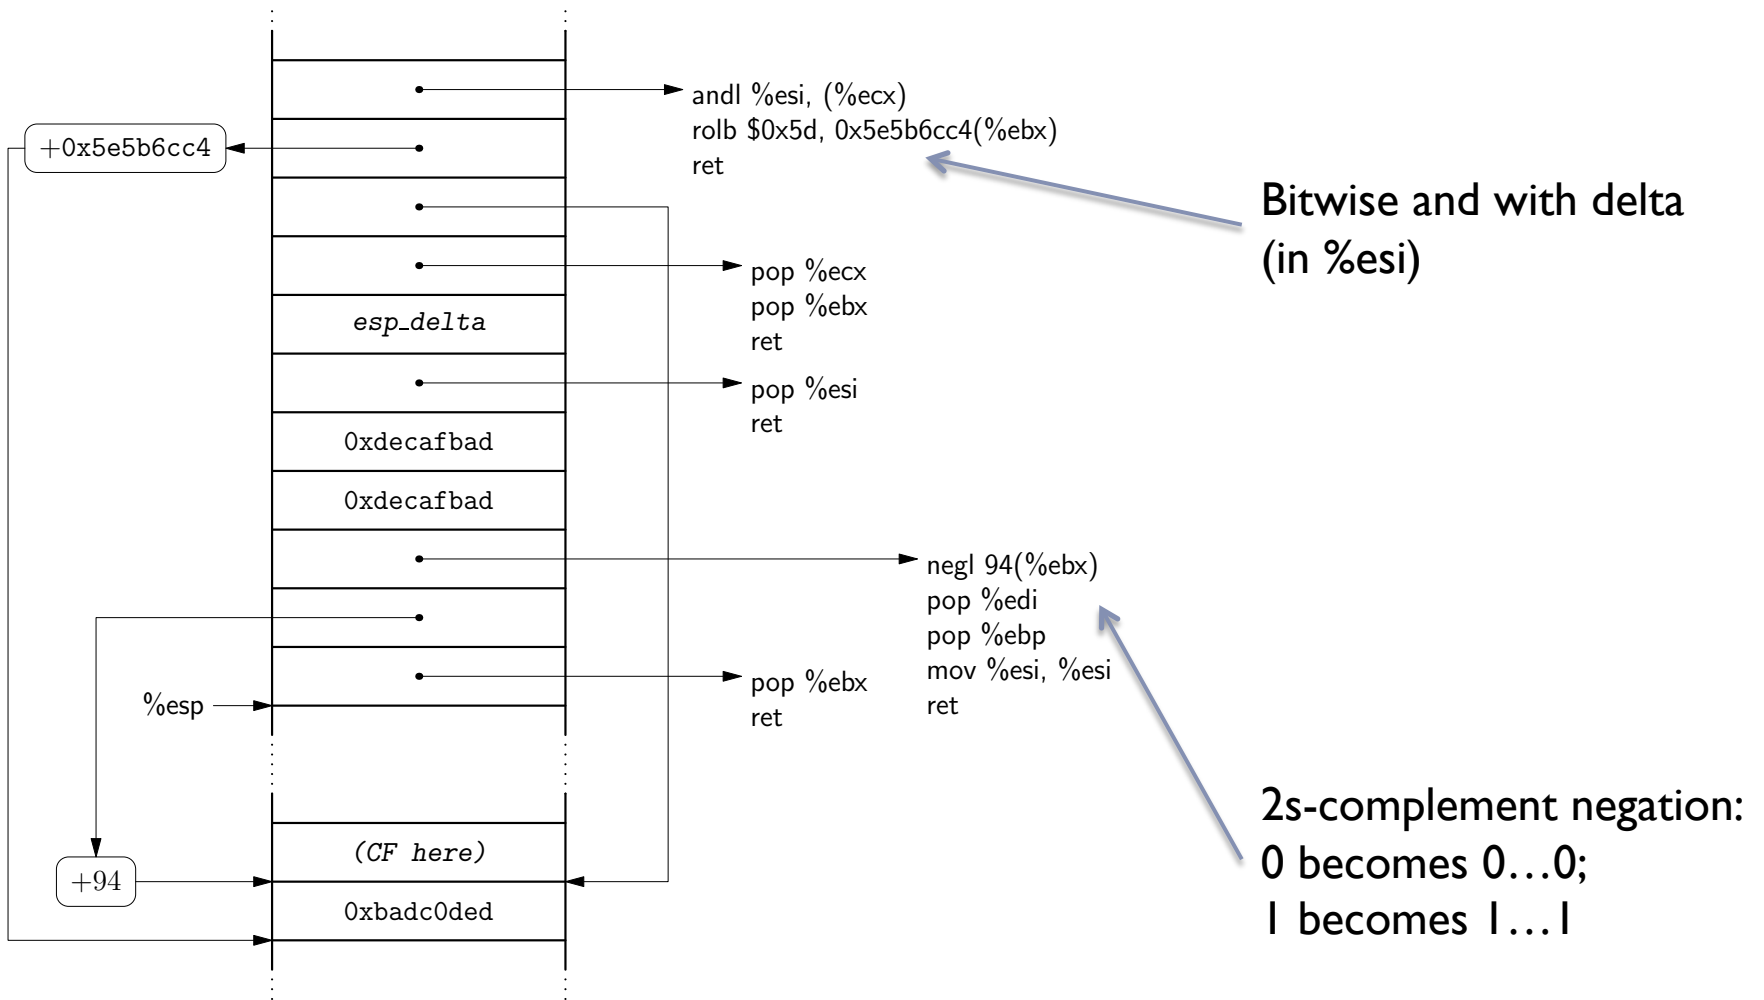 andl %esi, (%ecx)
rolb $0x5d, 0x5e5b6cc4(%ebx)
ret
+0x5e5b6cc4
Bitwise and with delta
(in %esi)
pop %ecx
pop %ebx
ret
esp_delta
pop %esi
ret
0xdecafbad
0xdecafbad
negl 94(%ebx)
pop %edi
pop %ebp
mov %esi, %esi
ret
pop %ebx
ret
%esp
2s-complement negation:
0 becomes 0…0;
1 becomes 1…1
(CF here)
+94
0xbadc0ded